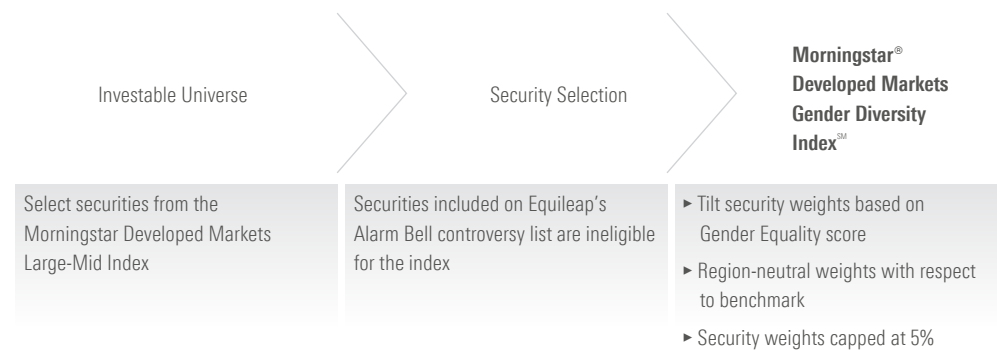 Investable Universe
Security Selection
Morningstar®
Developed Markets
Gender Diversity
Index℠
Select securities from the
Morningstar Developed Markets
Large-Mid Index
Securities included on Equileap's
Alarm Bell controversy list are ineligible
for the index
▸ Tilt security weights based on
Gender Equality score
▸ Region-neutral weights with respect
to benchmark
▸ Security weights capped at 5%